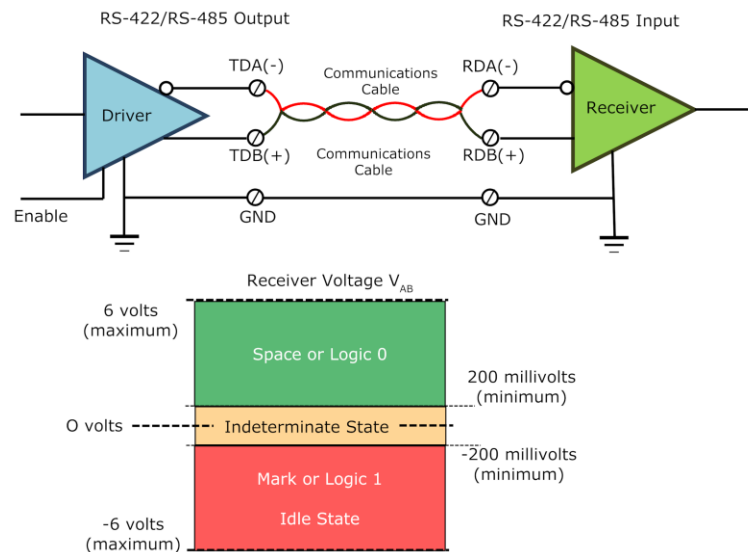 RS-422/RS-485 Output
RS-422/RS-485 Input
TDA(-)
Communications
Cable
RDA(-)
Driver
Receiver
TDB(+)
Communications
Cable
RDB(+)
Enable
GND
GND
Receiver Voltage VAB
6 volts
(maximum)
Space or Logic 0
200 millivolts
(minimum)
O volts
Indeterminate State
-200 millivolts
(minimum)
Mark or Logic 1
Idle State
-6 volts
(maximum)